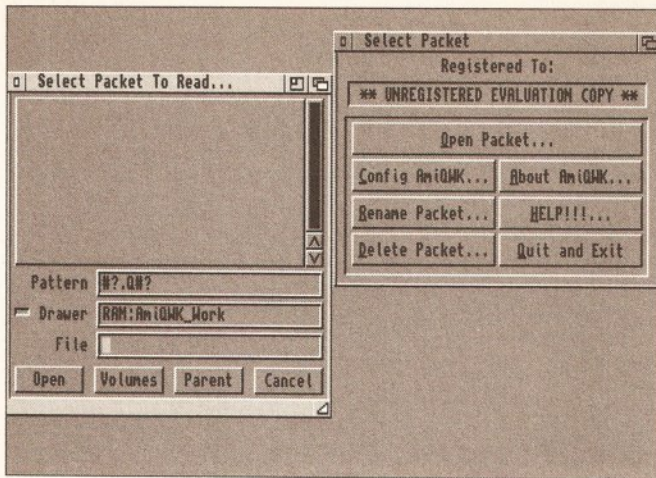 Select Packet
Registered To:
** UNREGISTERED EVALUATION COPY **
Open Packet...
Config AmiQWK...
About AmiQWK...
Rename Packet...
HELP!!!...
Delete Packet...
Quit and Exit
Select Packet To Read...
Pattern #?.Q#?
Drawer RAM:AmiQWK_Work
File
Open
Volumes
Parent
Cancel